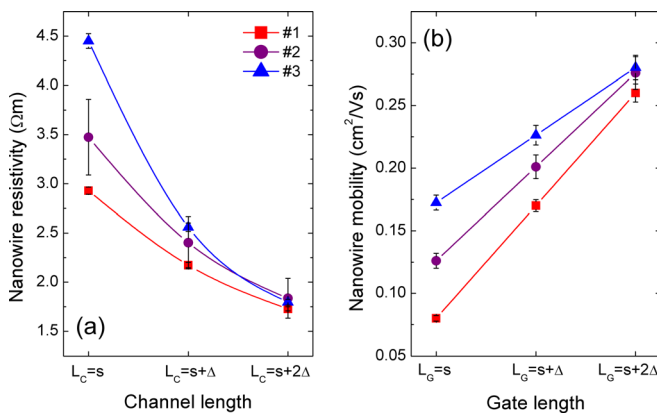 4.5
4.0
3.5
3.0
2.5
2.0
1.5
Nanowire resistivity (Ωm)
#1
#2
#3
(a)
L_C=s
L_C=s+Δ
L_C=s+2Δ
Channel length
0.30
0.25
0.20
0.15
0.10
0.05
Nanowire mobility (cm²/Vs)
(b)
L_G=s
L_G=s+Δ
L_G=s+2Δ
Gate length